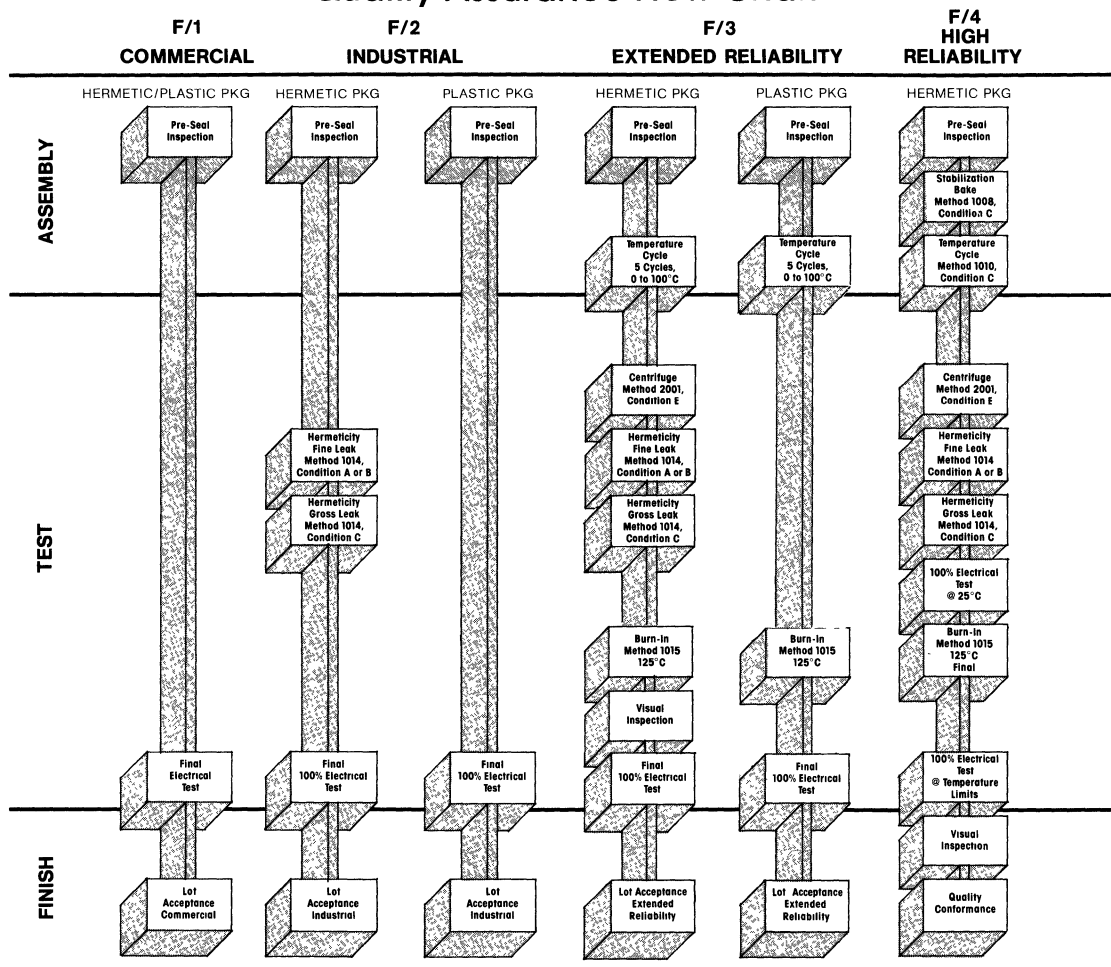 Quality Assurance Flow Chart
F/1
COMMERCIAL
F/2
INDUSTRIAL
F/3
EXTENDED RELIABILITY
F/4
HIGH
RELIABILITY
HERMETIC/PLASTIC PKG
HERMETIC PKG
PLASTIC PKG
HERMETIC PKG
PLASTIC PKG
HERMETIC PKG
ASSEMBLY
Pre-Seal
Inspection
Pre-Seal
Inspection
Pre-Seal
Inspection
Pre-Seal
Inspection
Pre-Seal
Inspection
Pre-Seal
Inspection
Stabilization
Bake
Method 1008,
Condition C
Temperature
Cycle
5 Cycles,
0 to 100°C
Temperature
Cycle
5 Cycles,
0 to 100°C
Temperature
Cycle
Method 1010,
Condition C
TEST
Centrifuge
Method 2001,
Condition E
Centrifuge
Method 2001,
Condition E
Hermeticity
Fine Leak
Method 1014,
Condition A or B
Hermeticity
Fine Leak
Method 1014,
Condition A or B
Hermeticity
Fine Leak
Method 1014
Condition A or B
Hermeticity
Gross Leak
Method 1014,
Condition C
Hermeticity
Gross Leak
Method 1014,
Condition C
Hermeticity
Gross Leak
Method 1014,
Condition C
100% Electrical
Test
@ 25°C
Burn-In
Method 1015
125°C
Burn-In
Method 1015
125°C
Burn-In
Method 1015
125°C
Final
Visual
Inspection
Final
Electrical
Test
Final
100% Electrical
Test
Final
100% Electrical
Test
Final
100% Electrical
Test
Final
100% Electrical
Test
100% Electrical
Test
@ Temperature
Limits
FINISH
Visual
Inspection
Lot
Acceptance
Commercial
Lot
Acceptance
Industrial
Lot
Acceptance
Industrial
Lot Acceptance
Extended
Reliability
Lot Acceptance
Extended
Reliability
Quality
Conformance